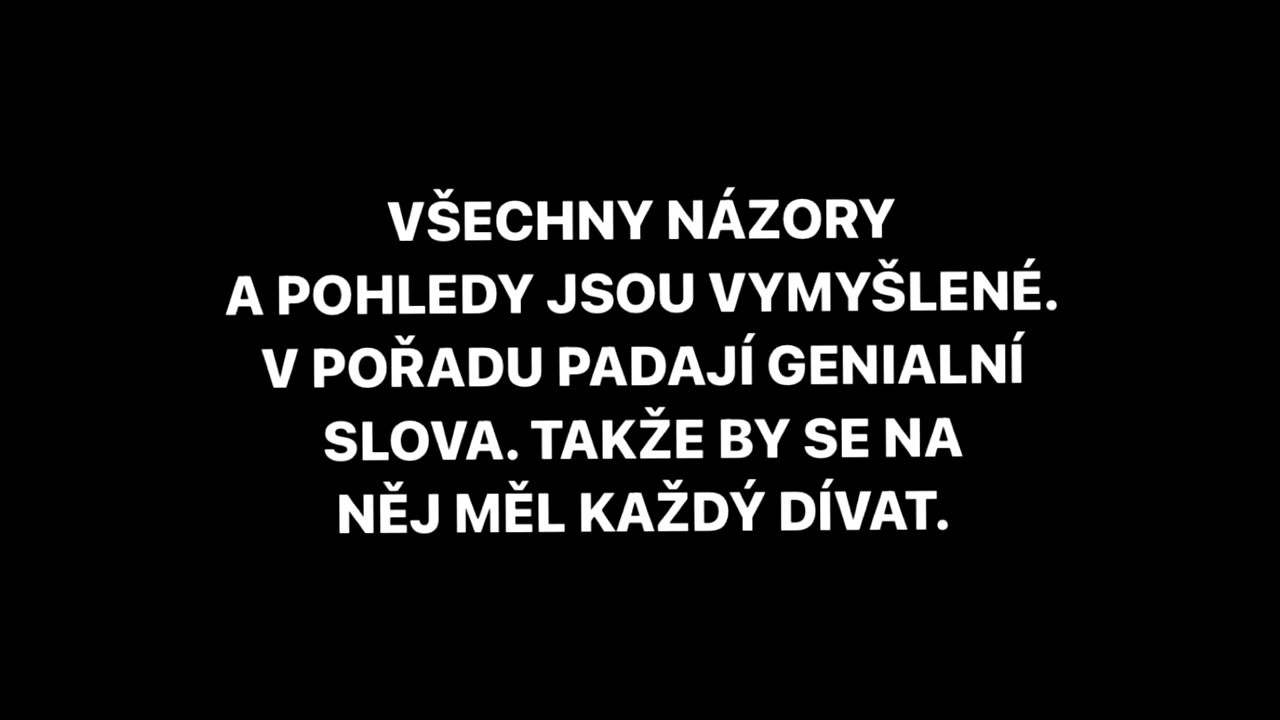 VŠECHNY NÁZORY
A POHLEDY JSOU VYMYŠLENÉ.
V POŘADU PADAJÍ GENIALNÍ
SLOVA. TAKŽE BY SE NA
NĚJ MĚL KAŽDÝ DÍVAT.